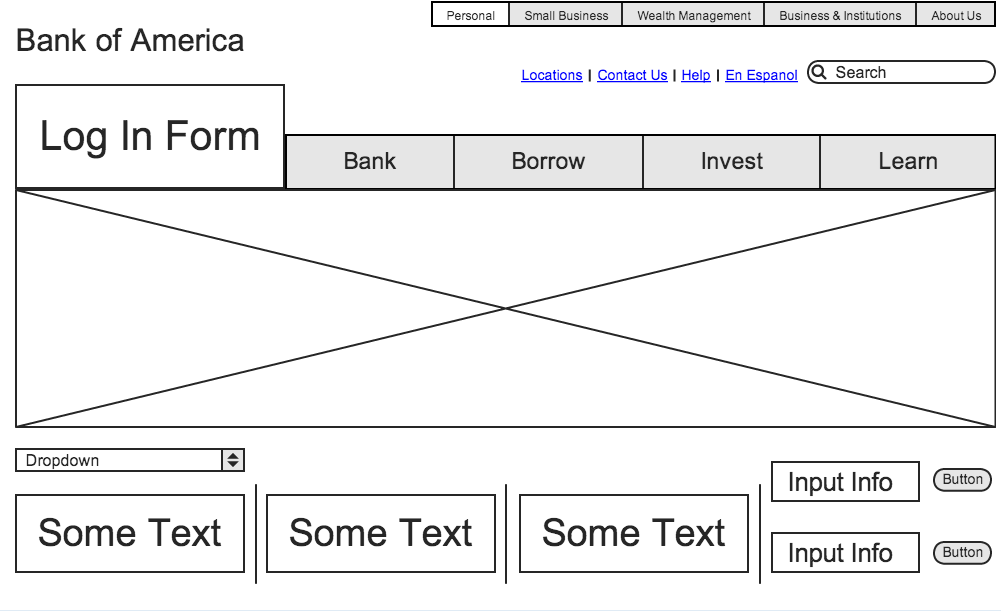 Personal Small Business Wealth Management Business & Institutions About Us
Bank of America
Locations | Contact Us | Help | En Espanol Search
Log In Form
Bank Borrow Invest Learn
Dropdown
Input Info Button
Some Text Some Text Some Text
Input Info Button